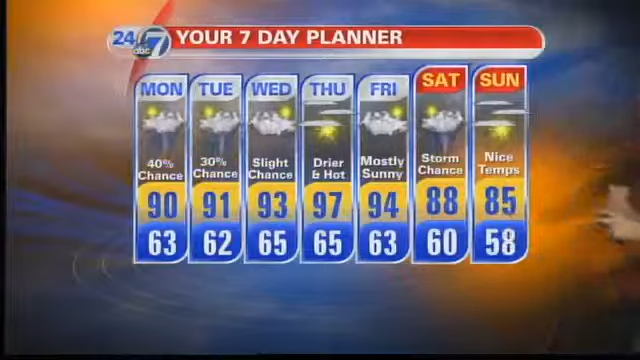 24 abc 7 YOUR 7 DAY PLANNER
MON TUE WED THU FRI SAT SUN
40% Chance 30% Chance Slight Chance Drier & Hot Mostly Sunny Storm Chance Nice Temps
90 91 93 97 94 88 85
63 62 65 65 63 60 58